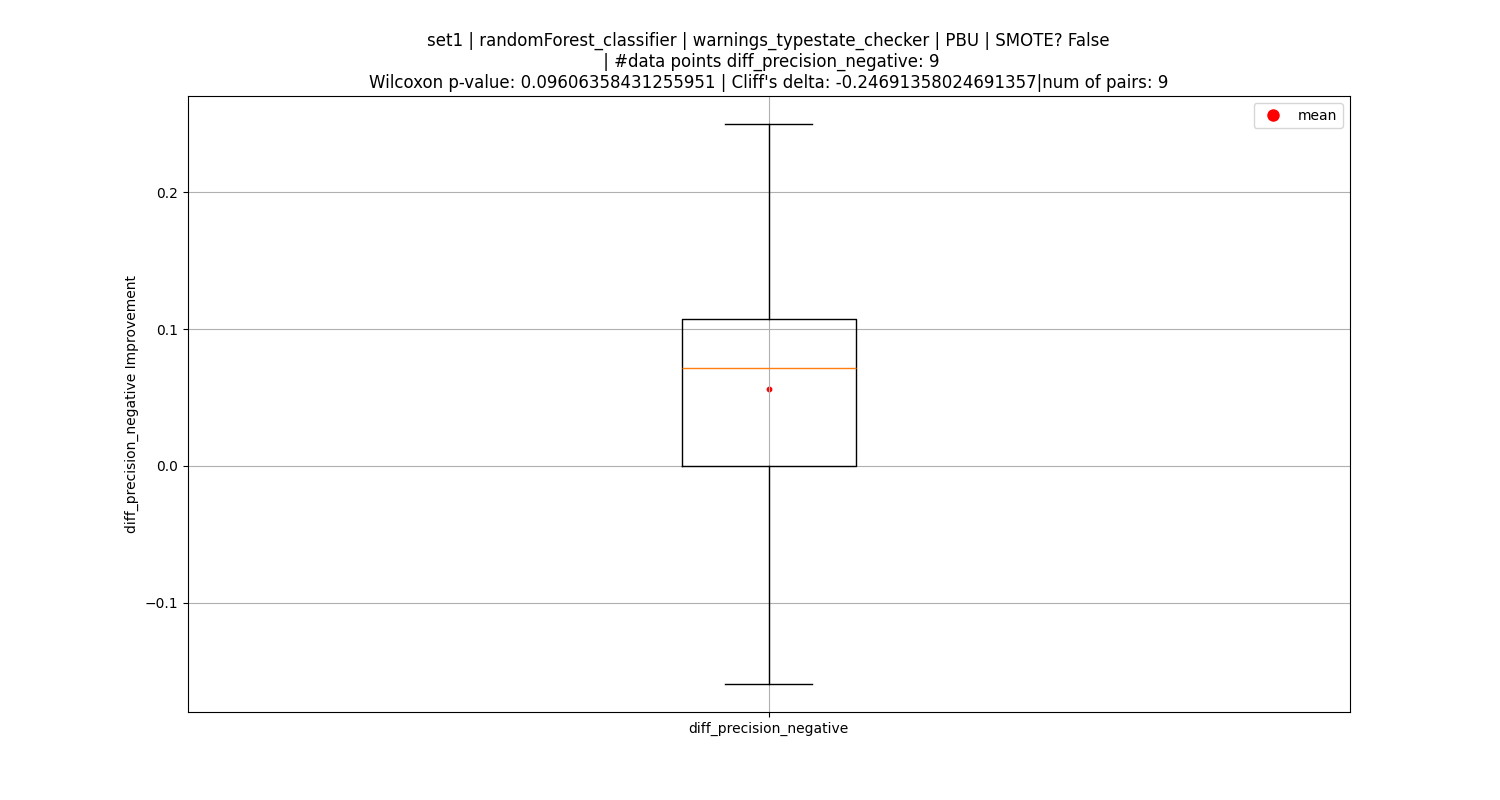 set1 | randomForest_classifier | warnings_typestate_checker | PBU | SMOTE? False
| #data points diff_precision_negative: 9
Wilcoxon p-value: 0.09606358431255951 | Cliff's delta: -0.24691358024691357|num of pairs: 9
mean
0.2
0.1
0.0
−0.1
diff_precision_negative Improvement
diff_precision_negative